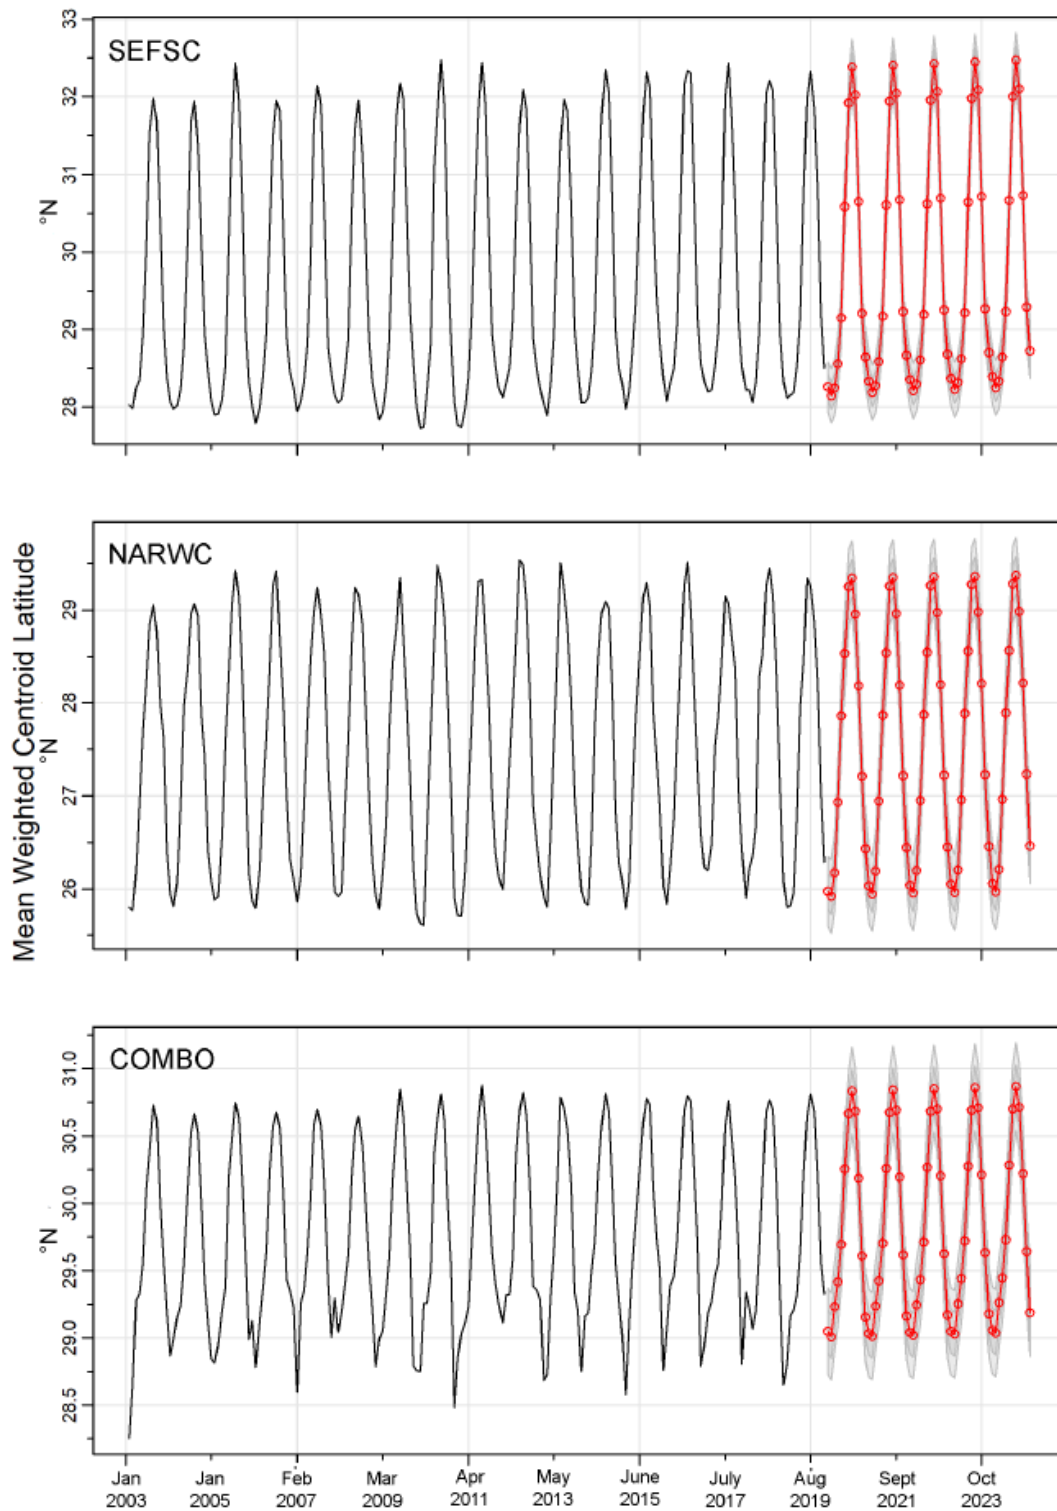 Mean Weighted Centroid Latitude
SEFSC
°N
33
32
31
30
29
28
NARWC
°N
29
28
27
26
COMBO
°N
31.0
30.5
30.0
29.5
29.0
28.5
Jan Jan Feb Mar Apr May June July Aug Sept Oct
2003 2005 2007 2009 2011 2013 2015 2017 2019 2021 2023